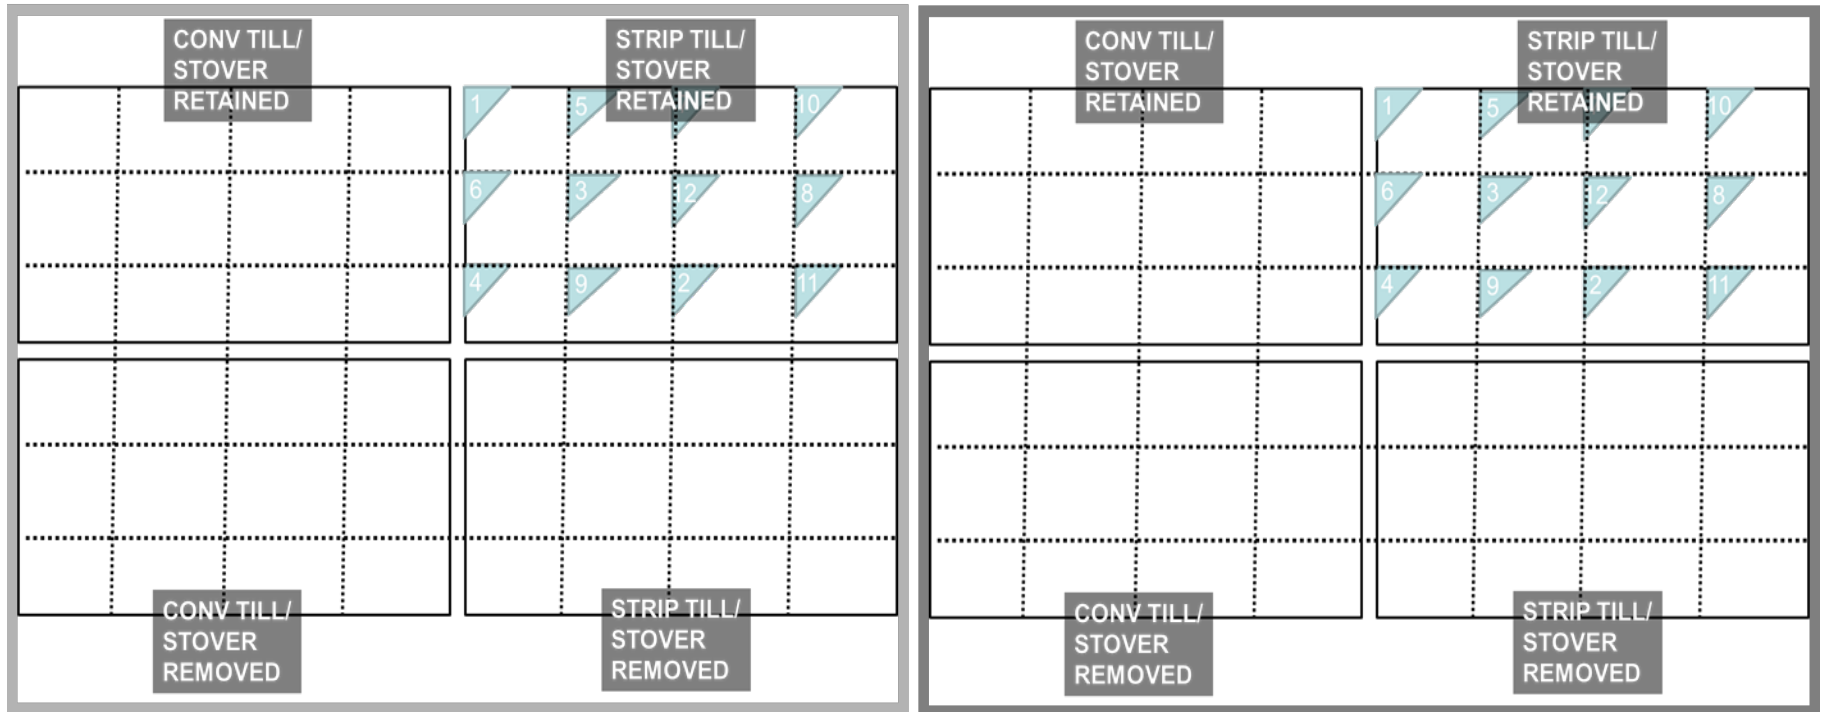 CONV TILL/
STOVER
RETAINED
STRIP TILL/
STOVER
RETAINED
1 5 10
6 3 12 8
4 9 2 11
CONV TILL/
STOVER
REMOVED
STRIP TILL/
STOVER
REMOVED
CONV TILL/
STOVER
RETAINED
STRIP TILL/
STOVER
RETAINED
1 5 10
6 3 12 8
4 9 2 11
CONV TILL/
STOVER
REMOVED
STRIP TILL/
STOVER
REMOVED